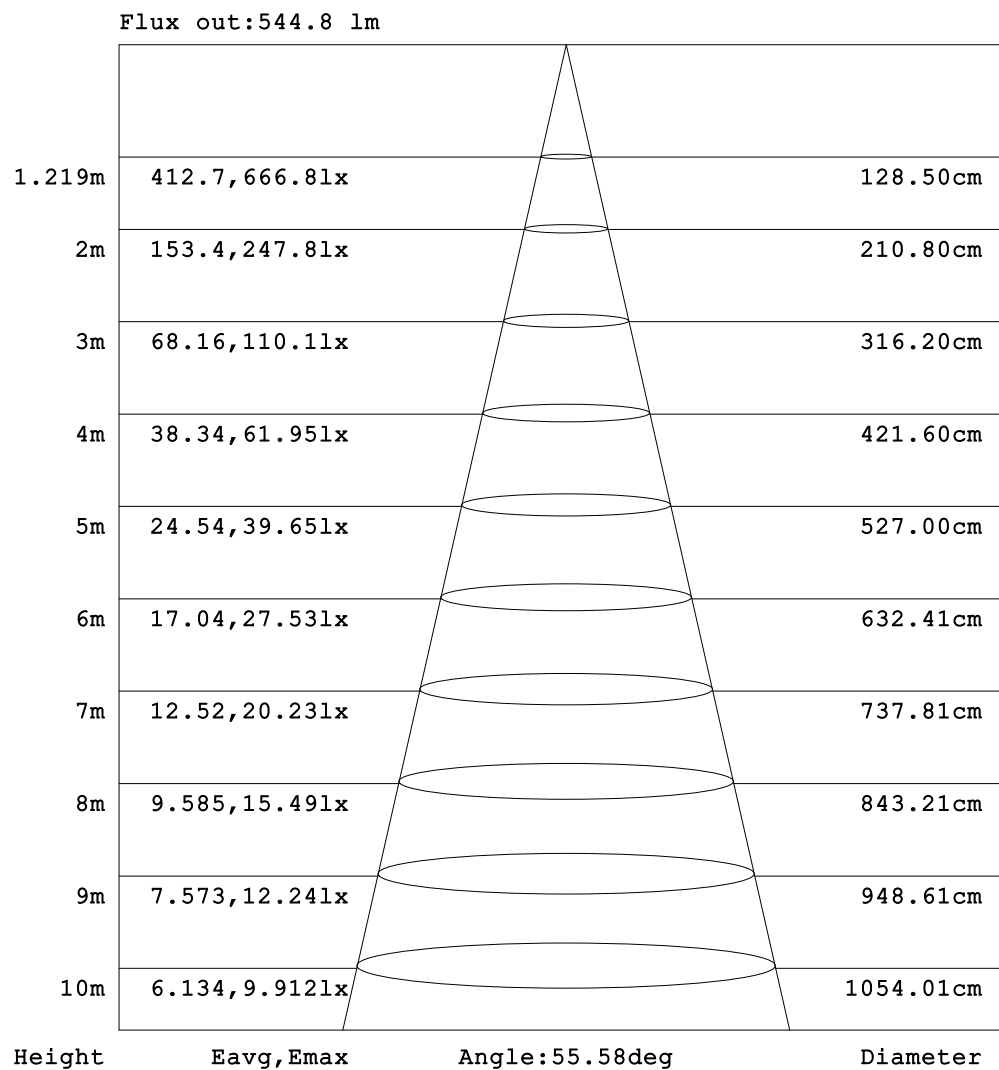 Flux out:544.8 lm
1.219m 412.7,666.8lx 128.50cm
2m 153.4,247.8lx 210.80cm
3m 68.16,110.1lx 316.20cm
4m 38.34,61.95lx 421.60cm
5m 24.54,39.65lx 527.00cm
6m 17.04,27.53lx 632.41cm
7m 12.52,20.23lx 737.81cm
8m 9.585,15.49lx 843.21cm
9m 7.573,12.24lx 948.61cm
10m 6.134,9.912lx 1054.01cm
Height Eavg,Emax Angle:55.58deg Diameter